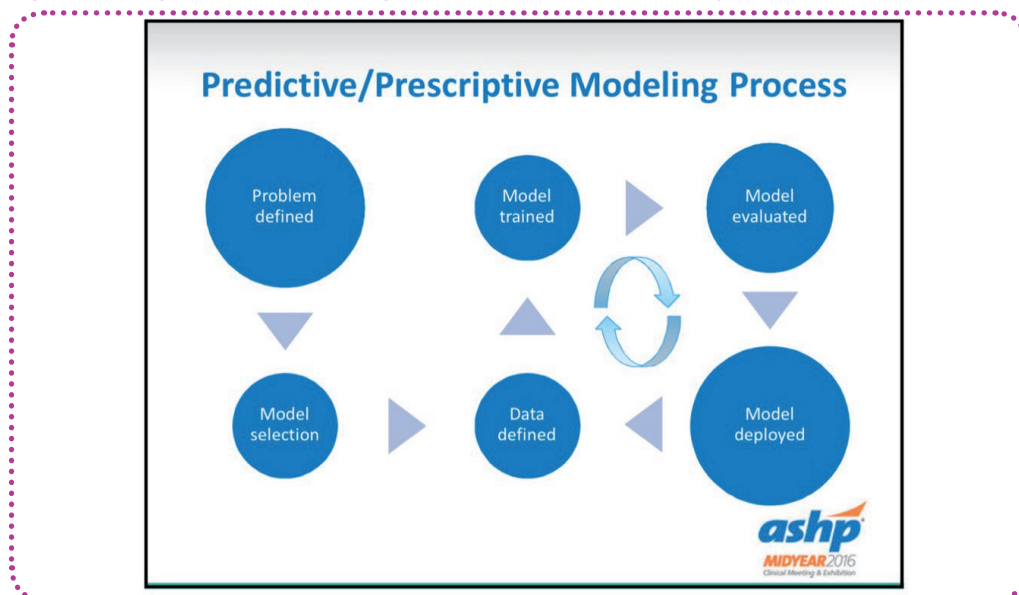 Predictive/Prescriptive Modeling Process
Problem
defined
Model
trained
Model
evaluated
Model
selection
Data
defined
Model
deployed
ashp
MIDYEAR2016
Clinical Meeting & Exhibition